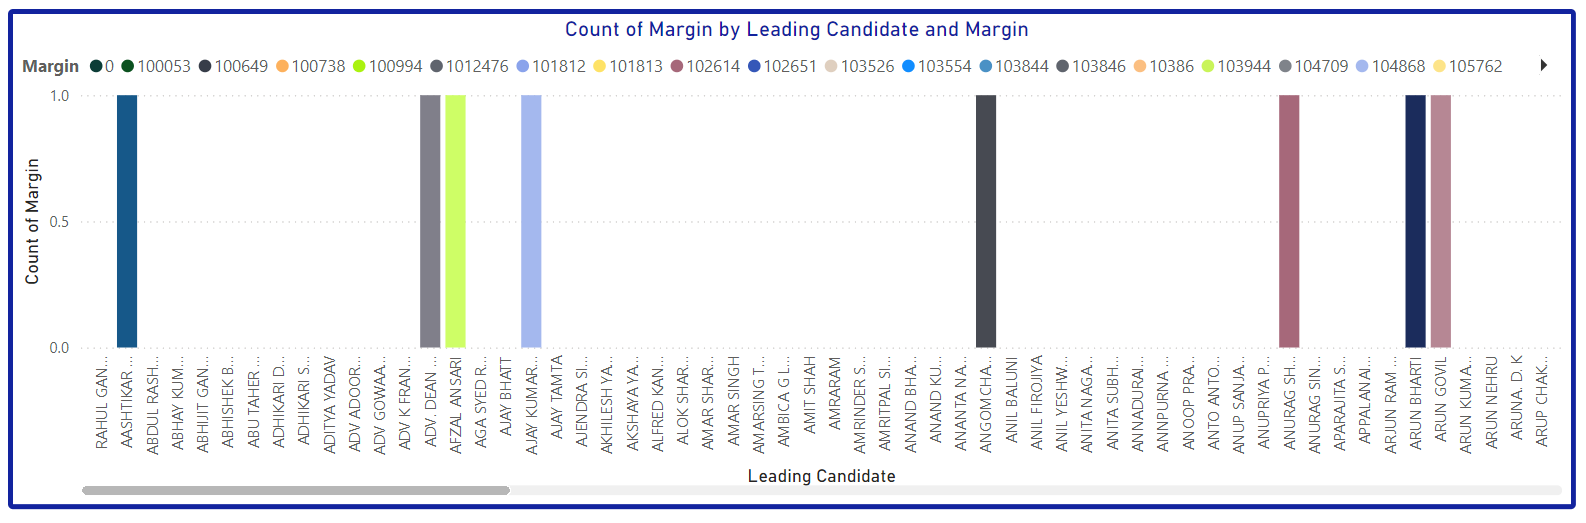 Count of Margin by Leading Candidate and Margin
Margin 0 100053 100649 100738 100994 1012476 101812 101813 102614 102651 103526 103554 103844 103846 10386 103944 104709 104868 105762
1.0
0.5
0.0
Count of Margin
RAHUL GAN...
AASHTIKAR ...
ABDUL RASH...
ABHAY KUM...
ABHIJIT GAN...
ABHISHEK B...
ABU TAHER ...
ADHIKARI D...
ADHIKARI S...
ADITYA YADAV
ADV ADOOR...
ADV GOWAA...
ADV K FRAN...
ADV. DEAN ...
AFZAL ANSARI
AGA SYED R...
AJAY BHATT
AJAY KUMAR...
AJAY TAMTA
AJENDRA SI...
AKHILESH YA...
AKSHAYA YA...
ALFRED KAN...
ALOK SHAR...
AMAR SHAR...
AMAR SINGH
AMARSING T...
AMBICA G L...
AMIT SHAH
AMRARAM
AMRINDER S...
AMRITPAL SI...
ANAND BHA...
ANAND KU...
ANANTA NA...
ANGOMCHA...
ANIL BALUNI
ANIL FIROJIYA
ANIL YESHW...
ANITA NAGA...
ANITA SUBH...
ANNADURAI...
ANNPURNA ...
ANOOP PRA...
ANTO ANTO...
ANUP SANJA...
ANUPRIYA P...
ANURAG SH...
ANURAG SIN...
APARAJITA S...
APPALANAI...
ARJUN RAM ...
ARUN BHARTI
ARUN GOVIL
ARUN KUMA...
ARUN NEHRU
ARUNA. D. K
ARUP CHAK...
Leading Candidate